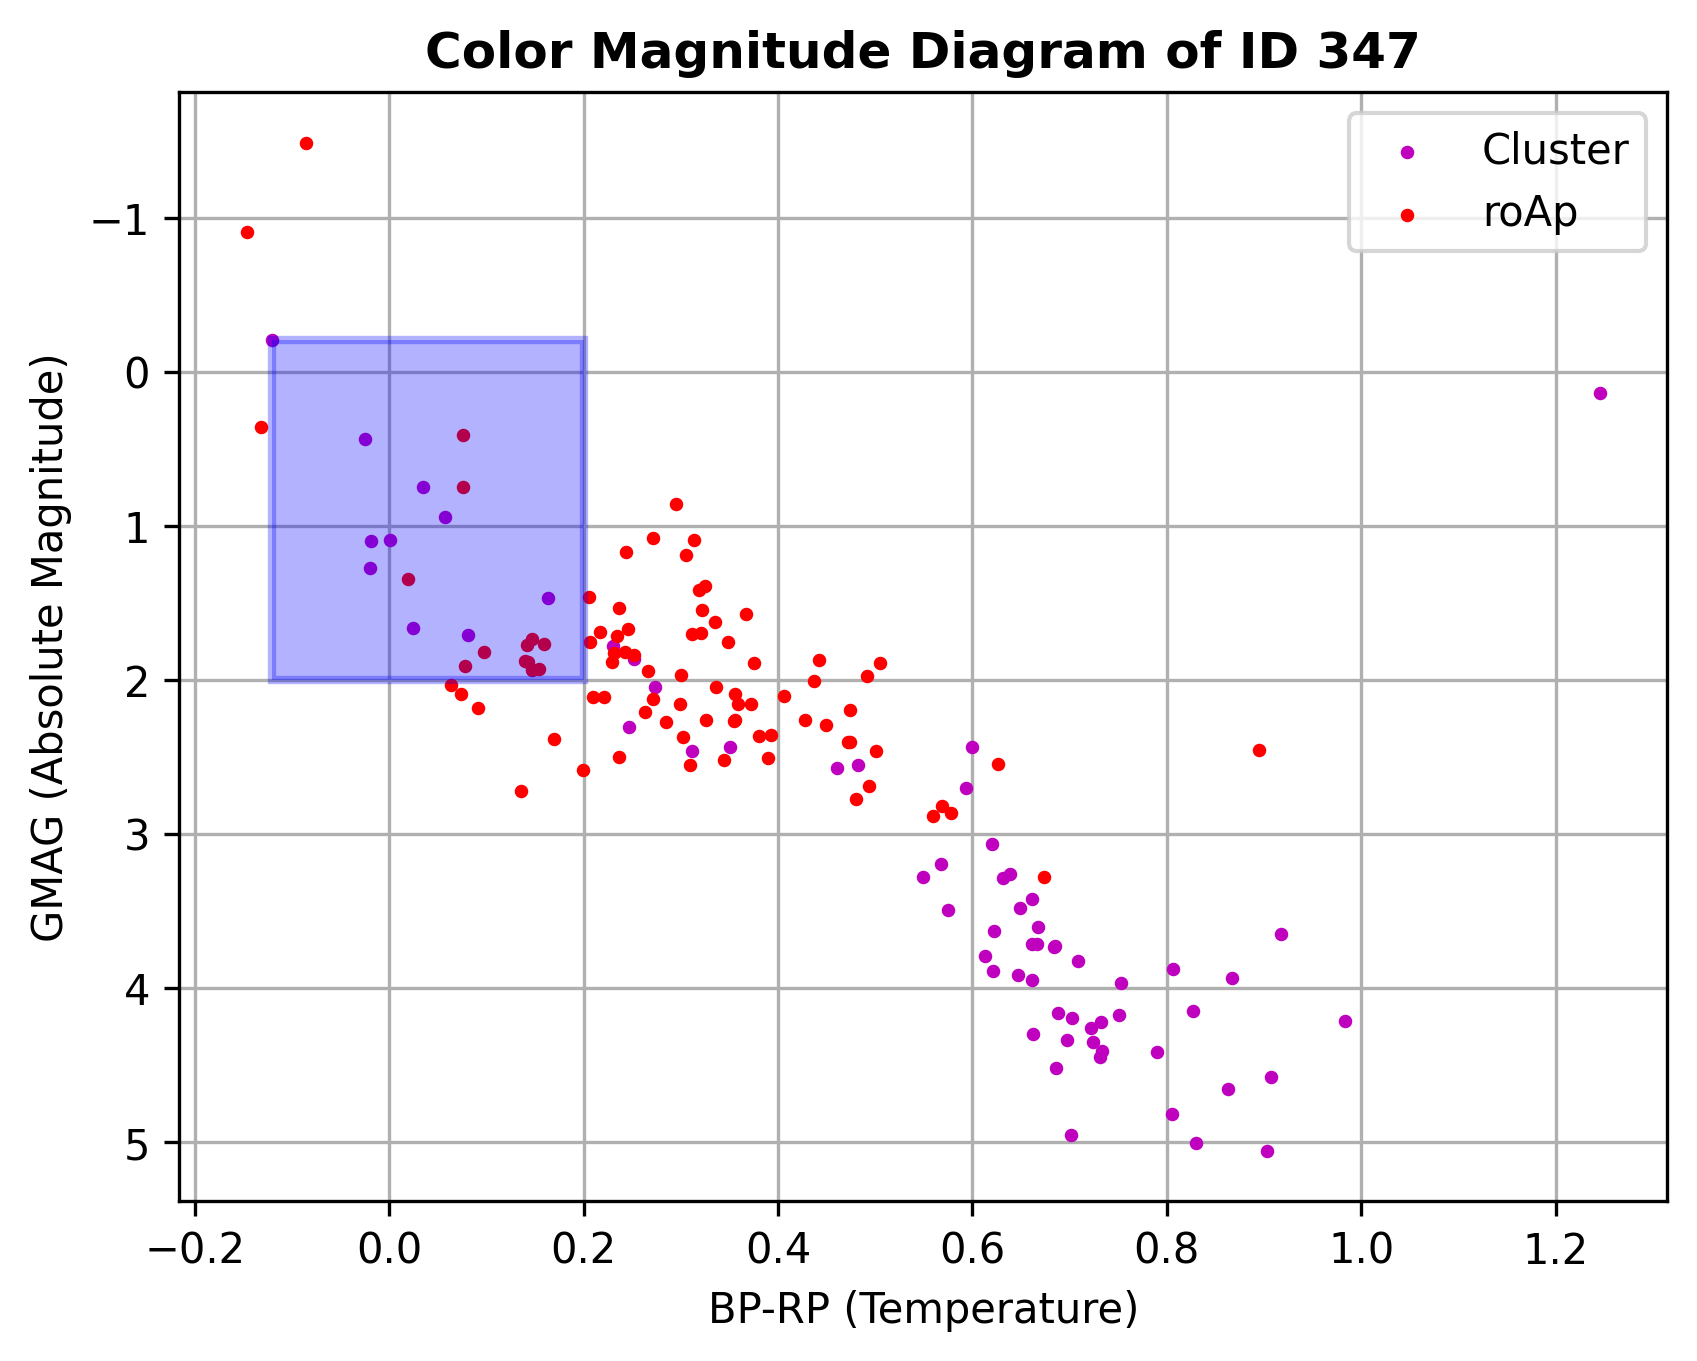 Color Magnitude Diagram of ID 347
Cluster
roAp
GMAG (Absolute Magnitude)
−1
0
1
2
3
4
5
−0.2 0.0 0.2 0.4 0.6 0.8 1.0 1.2
BP-RP (Temperature)